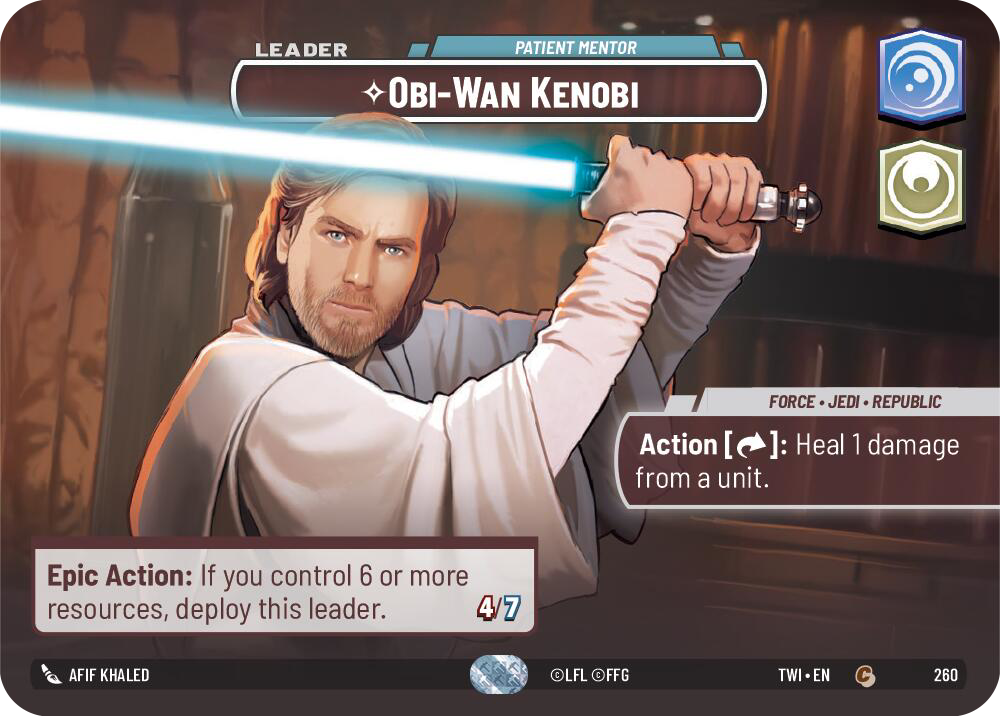 LEADER
PATIENT MENTOR
✧OBI-WAN KENOBI
FORCE • JEDI • REPUBLIC
Action [↷]: Heal 1 damage
from a unit.
Epic Action: If you control 6 or more
resources, deploy this leader.
4/7
AFIF KHALED
©LFL ©FFG
TWI • EN
C
260